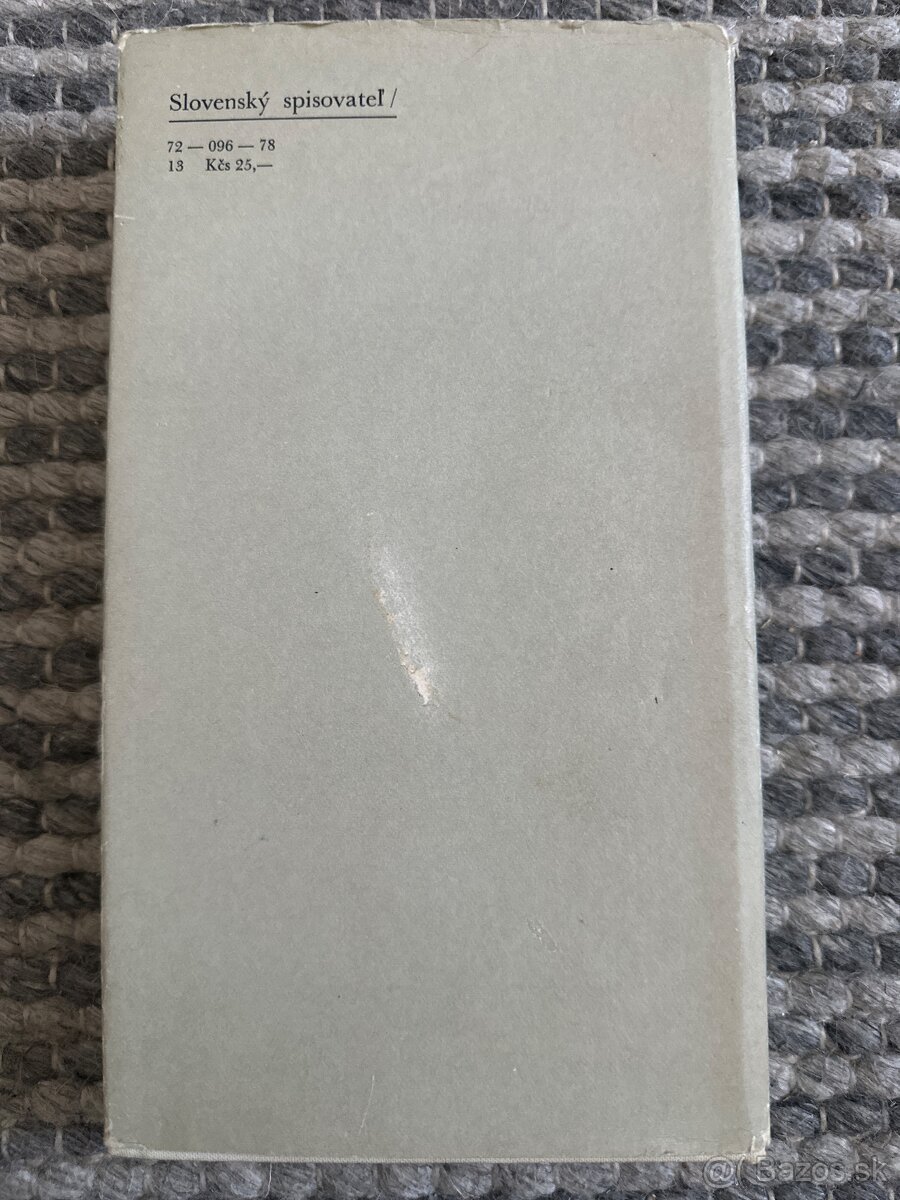 Slovenský spisovateľ/
72 — 096 — 78
13 Kčs 25,—
@ Bazos.sk